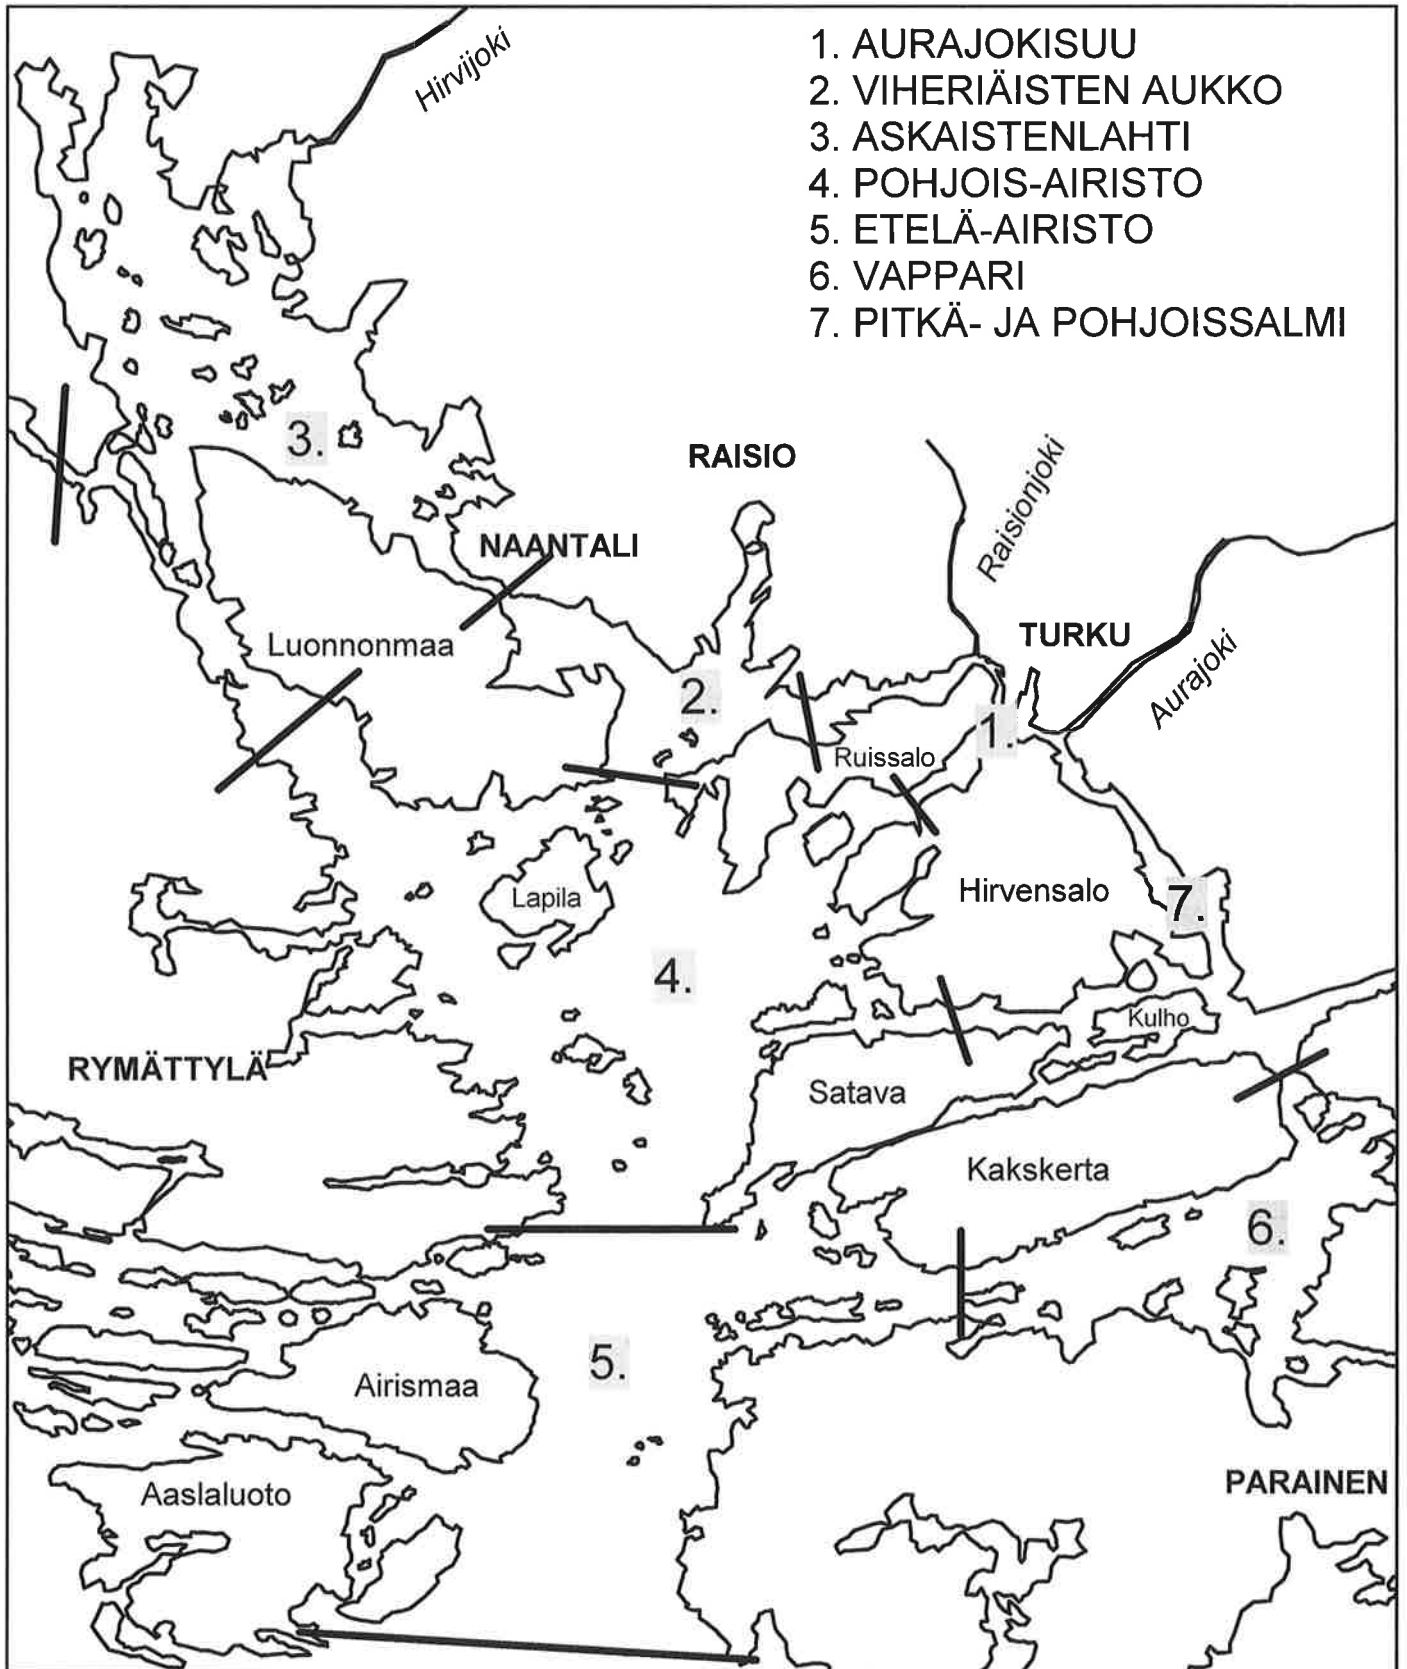 1. AURAJOKISUU
2. VIHERIÄISTEN AUKKO
3. ASKAISTENLAHTI
4. POHJOIS-AIRISTO
5. ETELÄ-AIRISTO
6. VAPPARI
7. PITKÄ- JA POHJOISSALMI
Hirvijoki
3.
RAISIO
Raisionjoki
NAANTALI
TURKU
Luonnonmaa
Aurajoki
2.
1.
Ruissalo
Lapila
Hirvensalo
7.
4.
Kulho
RYMÄTTYLÄ
Satava
Kakskerta
6.
5.
Airismaa
PARAINEN
Aaslaluoto